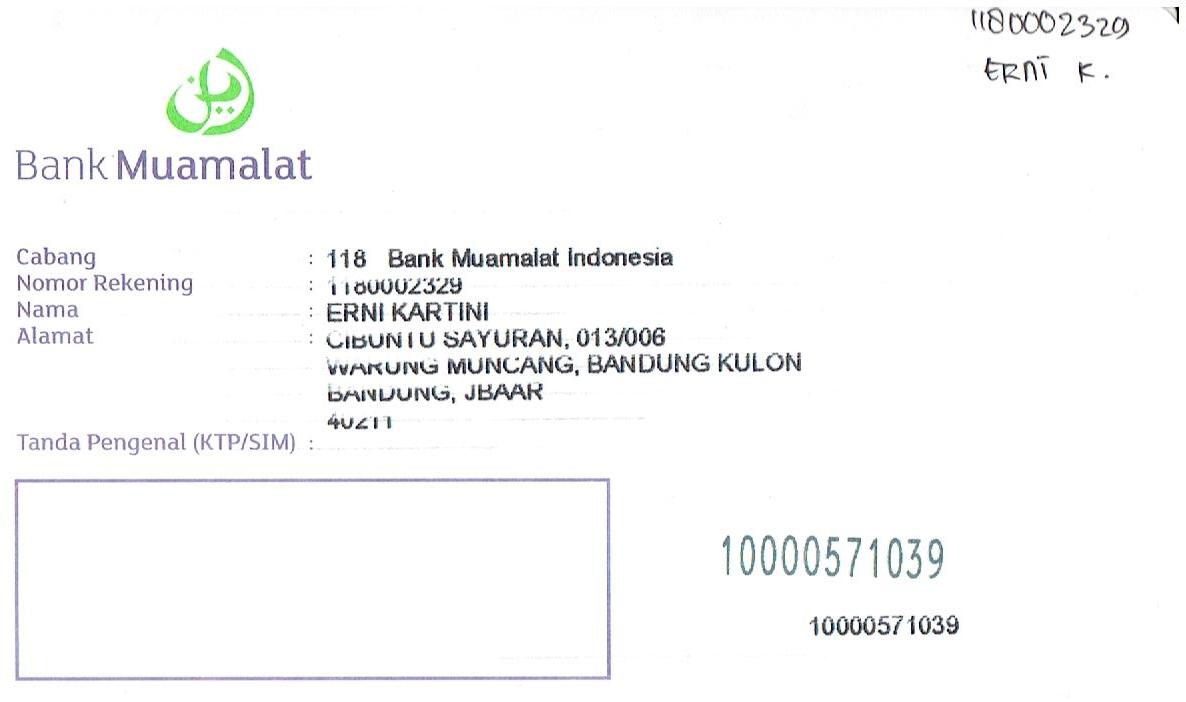 1180002329
ERNI K.
Bank Muamalat
Cabang : 118 Bank Muamalat Indonesia
Nomor Rekening : 1180002329
Nama : ERNI KARTINI
Alamat : CIBUNTU SAYURAN, 013/006
WARUNG MUNCANG, BANDUNG KULON
BANDUNG, JBAAR
40211
Tanda Pengenal (KTP/SIM) :
10000571039
10000571039